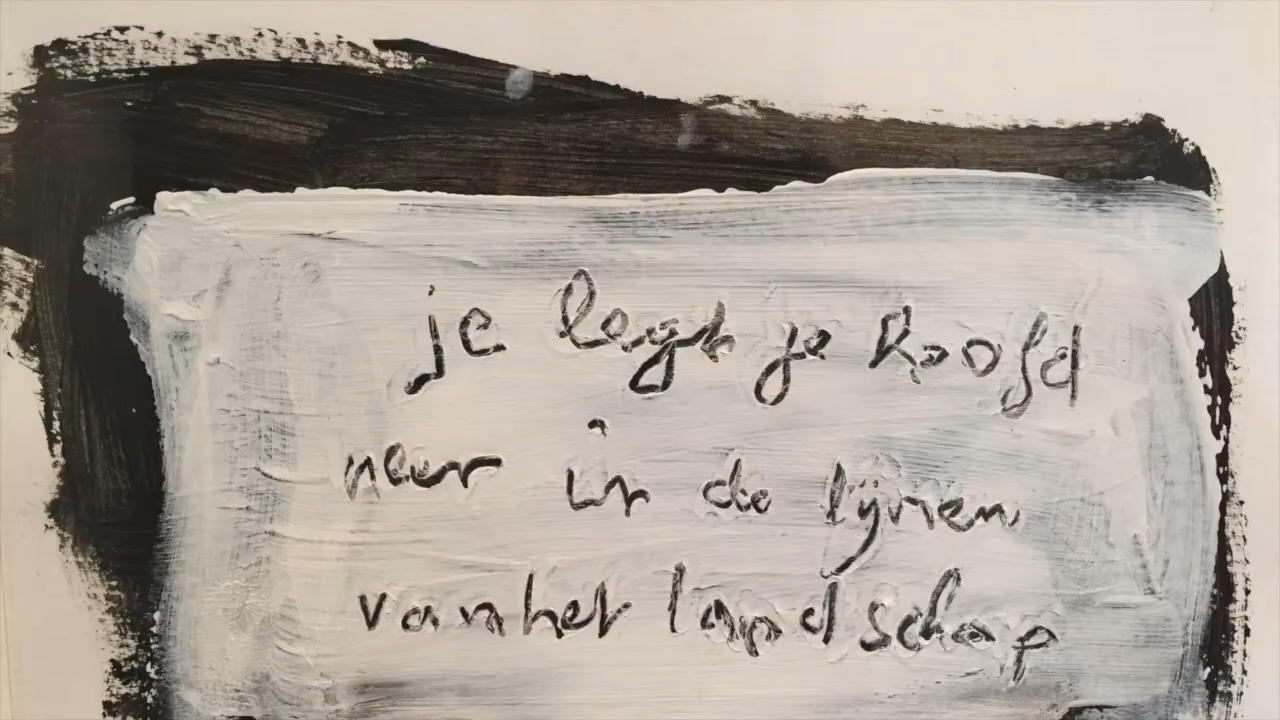 je legt je hoofd
neer in de lijnen
van het landschap